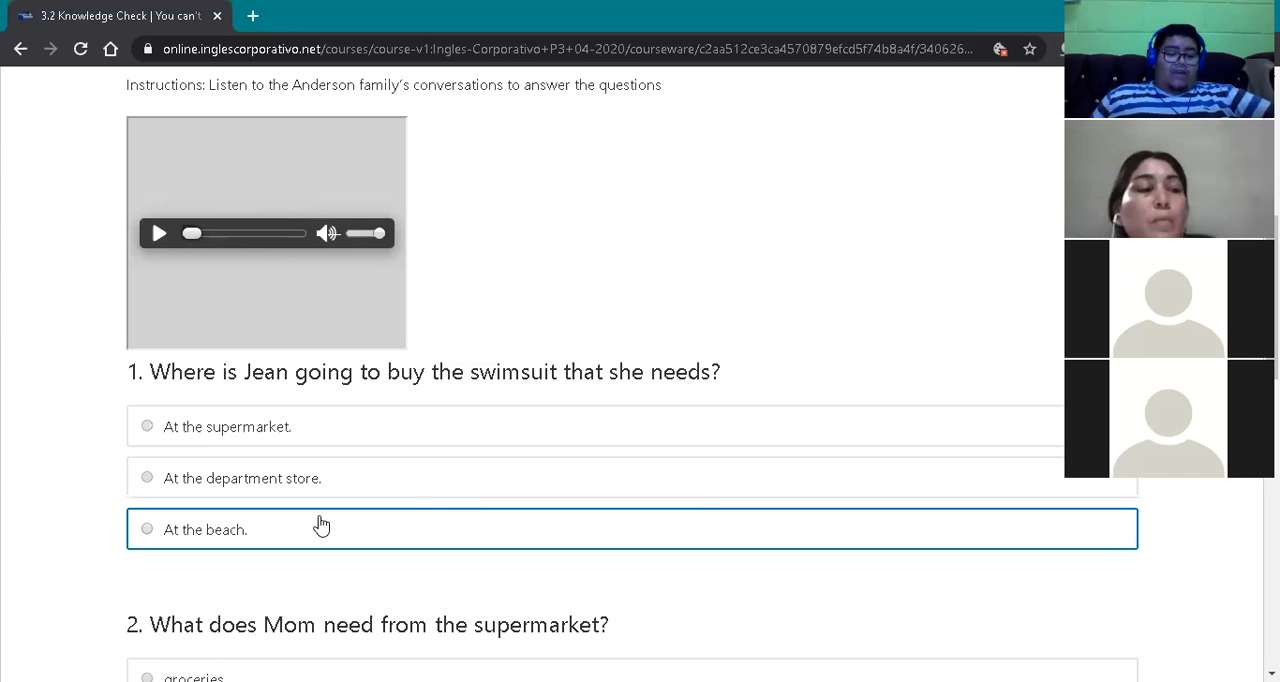 3.2 Knowledge Check | You can't
online.inglescorporativo.net/courses/course-v1:Ingles-Corporativo+P3+04-2020/courseware/c2aa512ce3ca4570879efcd5f74b8a4f/340626...
Instructions: Listen to the Anderson family's conversations to answer the questions
1. Where is Jean going to buy the swimsuit that she needs?
At the supermarket.
At the department store.
At the beach.
2. What does Mom need from the supermarket?
groceries